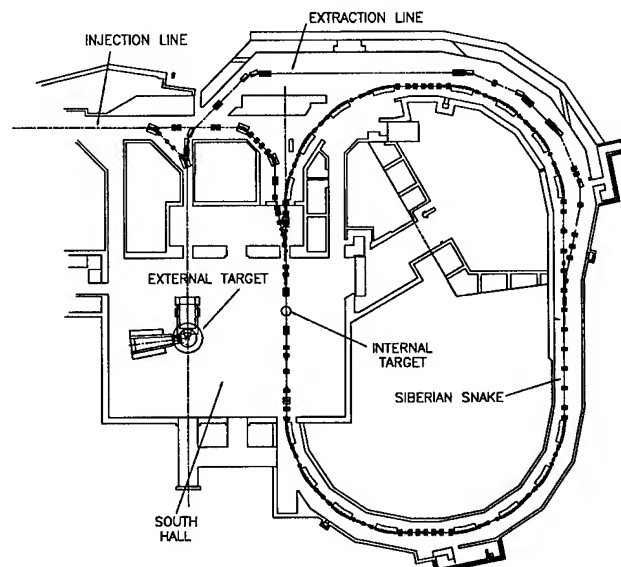 EXTRACTION LINE
INJECTION LINE
EXTERNAL TARGET
INTERNAL
TARGET
SIBERIAN SNAKE
SOUTH
HALL